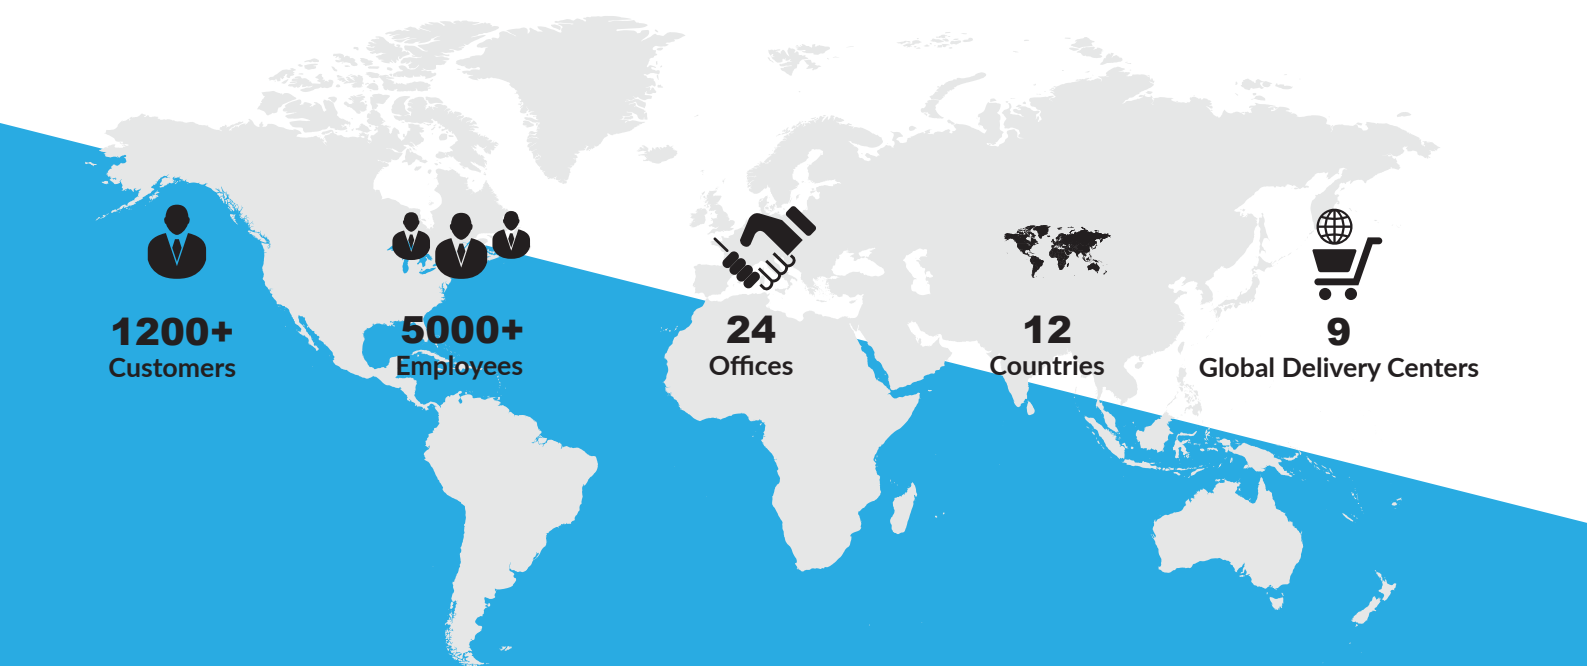 1200+
Customers
5000+
Employees
24
Offices
12
Countries
9
Global Delivery Centers